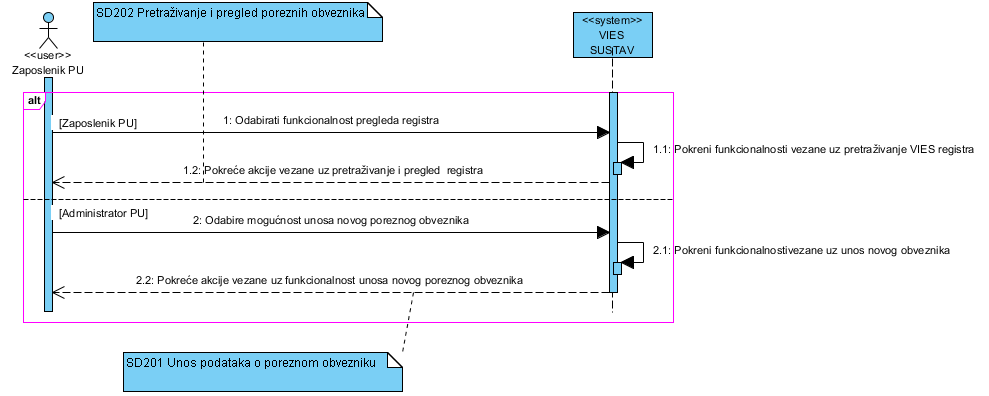 SD202 Pretraživanje i pregled poreznih obveznika
<<user>>
Zaposlenik PU
<<system>>
VIES
SUSTAV
alt
[Zaposlenik PU]
1: Odabirati funkcionalnost pregleda registra
1.1: Pokreni funkcionalnosti vezane uz pretraživanje VIES registra
1.2: Pokreće akcije vezane uz pretraživanje i pregled registra
[Administrator PU]
2: Odabire mogućnost unosa novog poreznog obveznika
2.1: Pokreni funkcionalnostivezane uz unos novog obveznika
2.2: Pokreće akcije vezane uz funkcionalnost unosa novog poreznog obveznika
SD201 Unos podataka o poreznom obvezniku